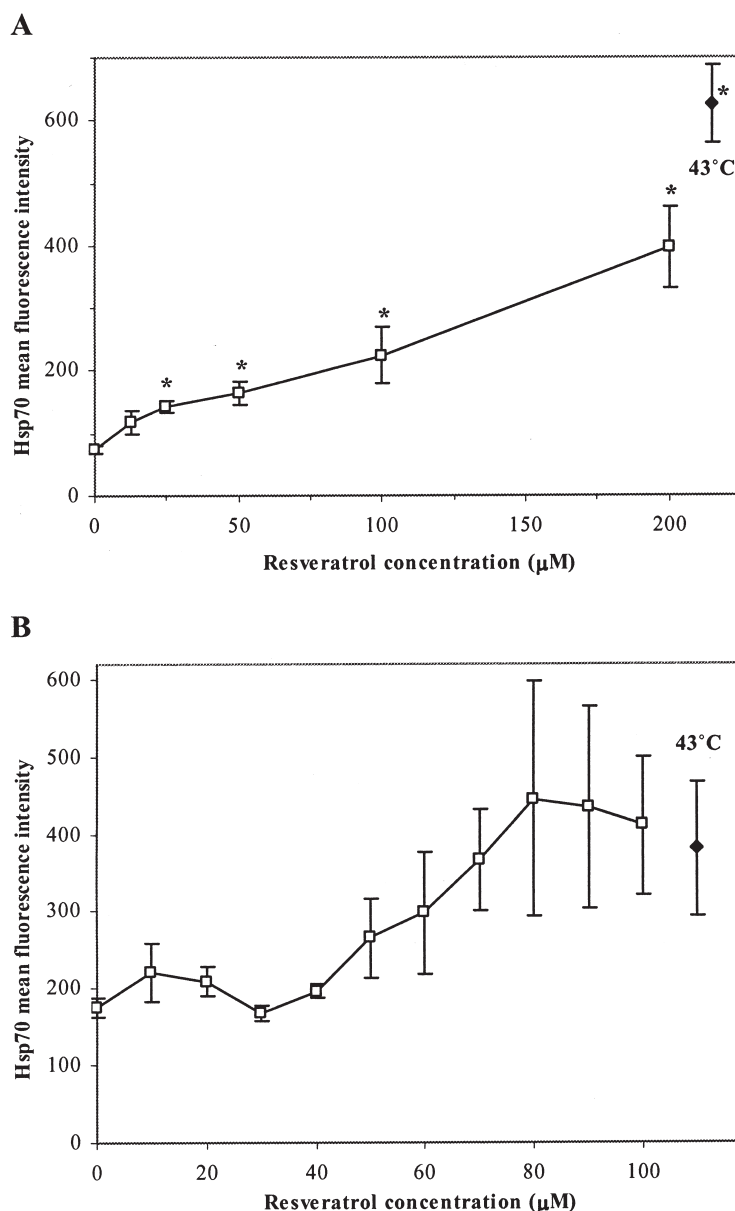 A
Hsp70 mean fluorescence intensity
600
400
200
0
*
*
*
*
*
43°C
0 50 100 150 200
Resveratrol concentration (µM)
B
Hsp70 mean fluorescence intensity
600
500
400
300
200
100
0
43°C
0 20 40 60 80 100
Resveratrol concentration (µM)